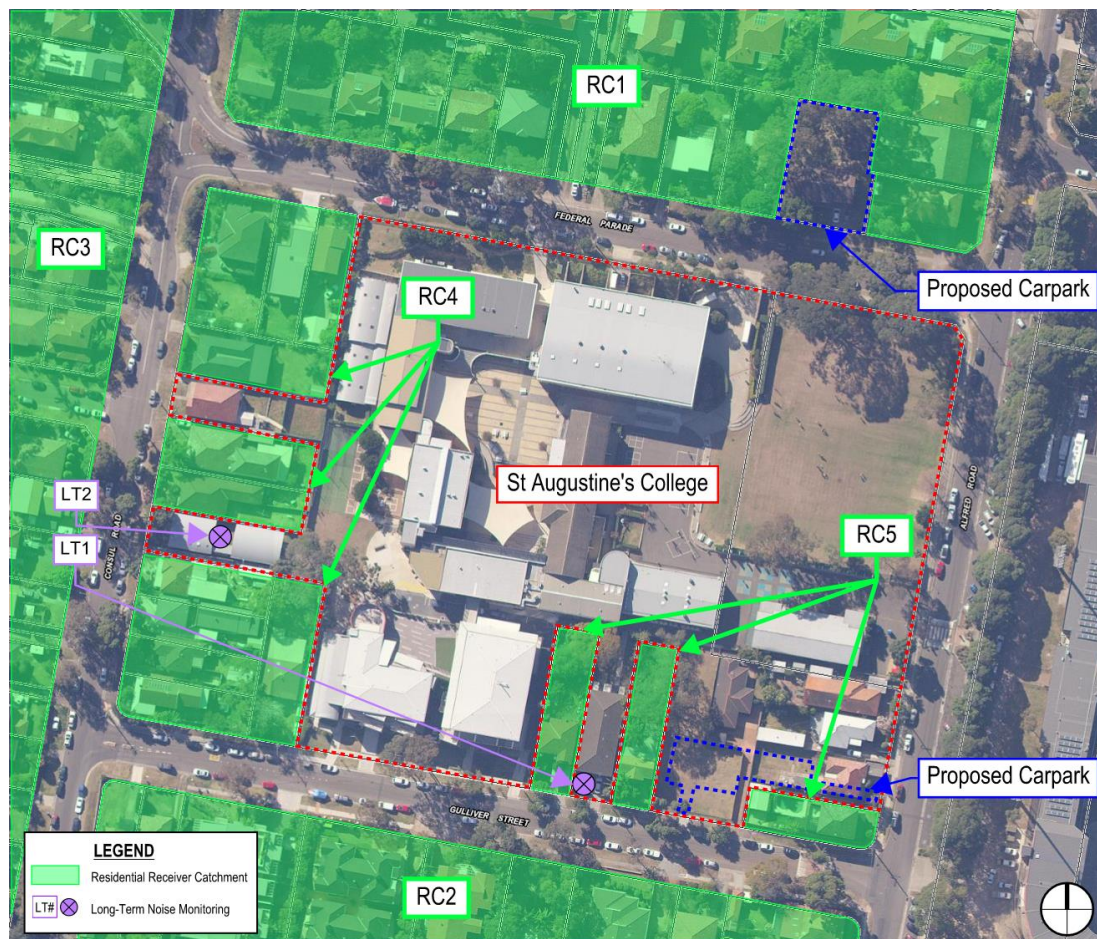 RC1
FEDERAL PARADE
RC3
Proposed Carpark
RC4
St Augustine's College
LT2
LT1
CONSUL ROAD
ALFRED ROAD
RC5
Proposed Carpark
GULLIVER STREET
RC2
LEGEND
Residential Receiver Catchment
LT# Long-Term Noise Monitoring